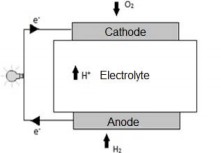 O₂
e⁻
Cathode
H⁺ Electrolyte
Anode
e⁻
H₂